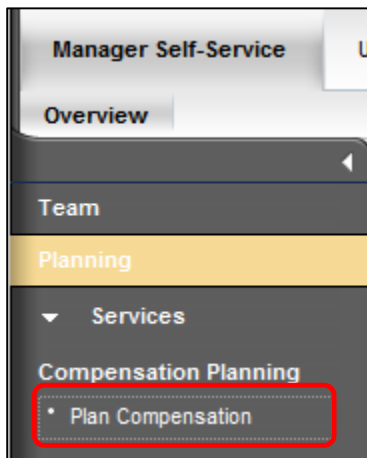 Manager Self-Service
Overview
Team
Planning
Services
Compensation Planning
Plan Compensation